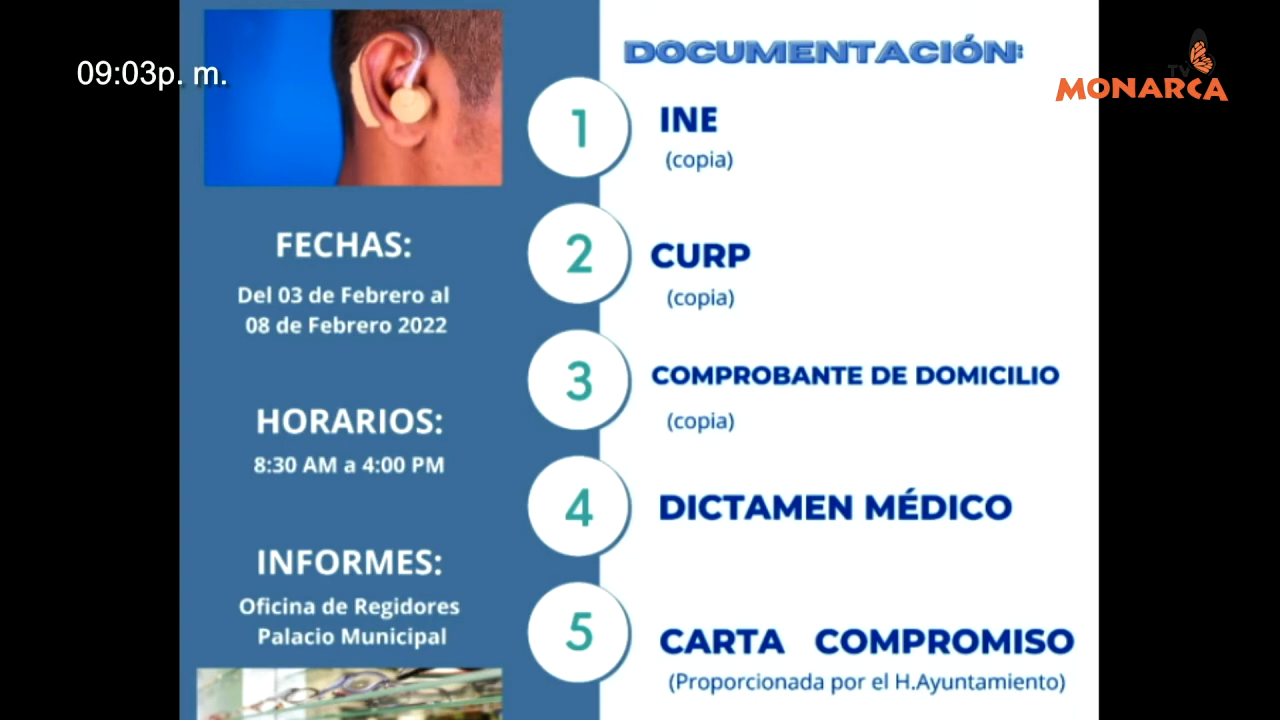 09:03p. m.
TV
MONARCA
FECHAS:
Del 03 de Febrero al
08 de Febrero 2022
HORARIOS:
8:30 AM a 4:00 PM
INFORMES:
Oficina de Regidores
Palacio Municipal
DOCUMENTACIÓN:
1
INE
(copia)
2
CURP
(copia)
3
COMPROBANTE DE DOMICILIO
(copia)
4
DICTAMEN MÉDICO
5
CARTA COMPROMISO
(Proporcionada por el H.Ayuntamiento)